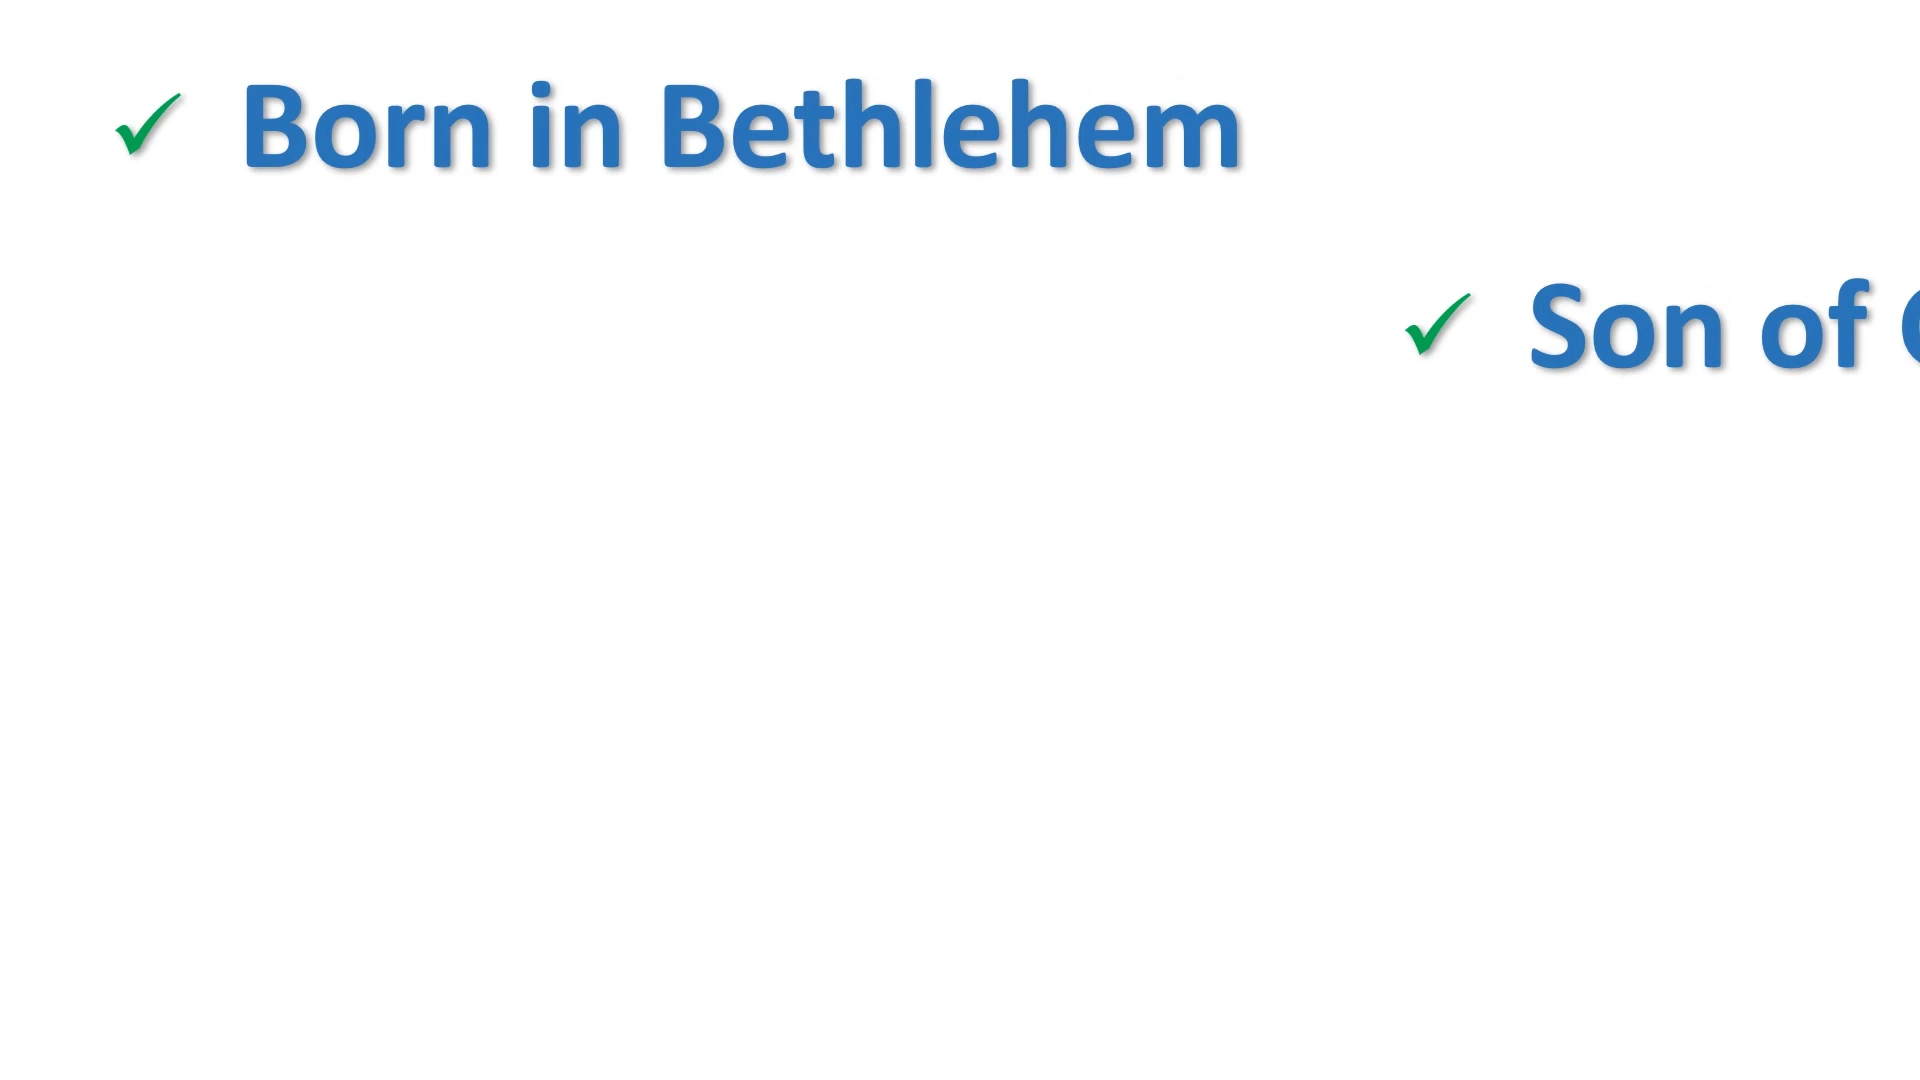 ✓ Born in Bethlehem
✓ Son of